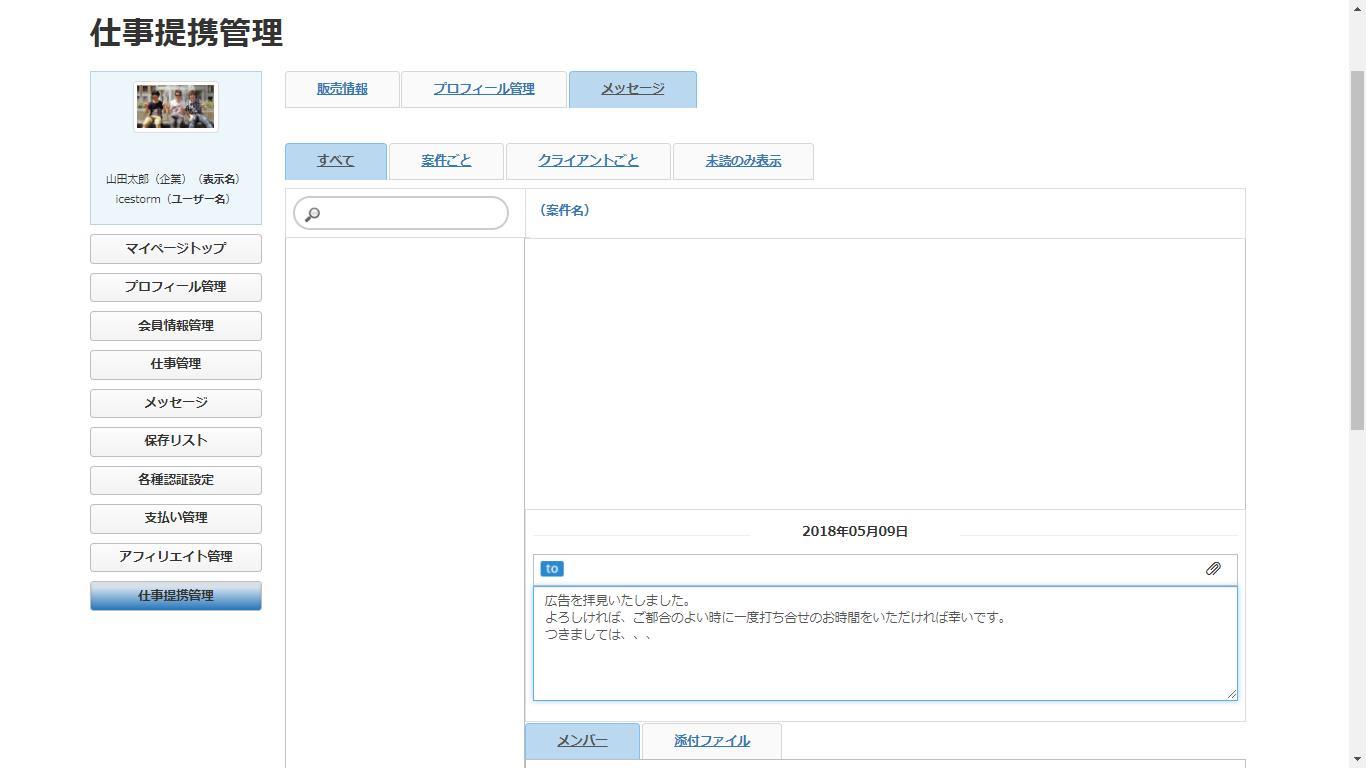 仕事提携管理
山田太郎（企業）（表示名）
icestorm（ユーザー名）
マイページトップ
プロフィール管理
会員情報管理
仕事管理
メッセージ
保存リスト
各種認証設定
支払い管理
アフィリエイト管理
仕事提携管理
販売情報 プロフィール管理 メッセージ
すべて 案件ごと クライアントごと 未読のみ表示
（案件名）
2018年05月09日
to
広告を拝見いたしました。
よろしければ、ご都合のよい時に一度打ち合せのお時間をいただければ幸いです。
つきましては、、、
メンバー 添付ファイル